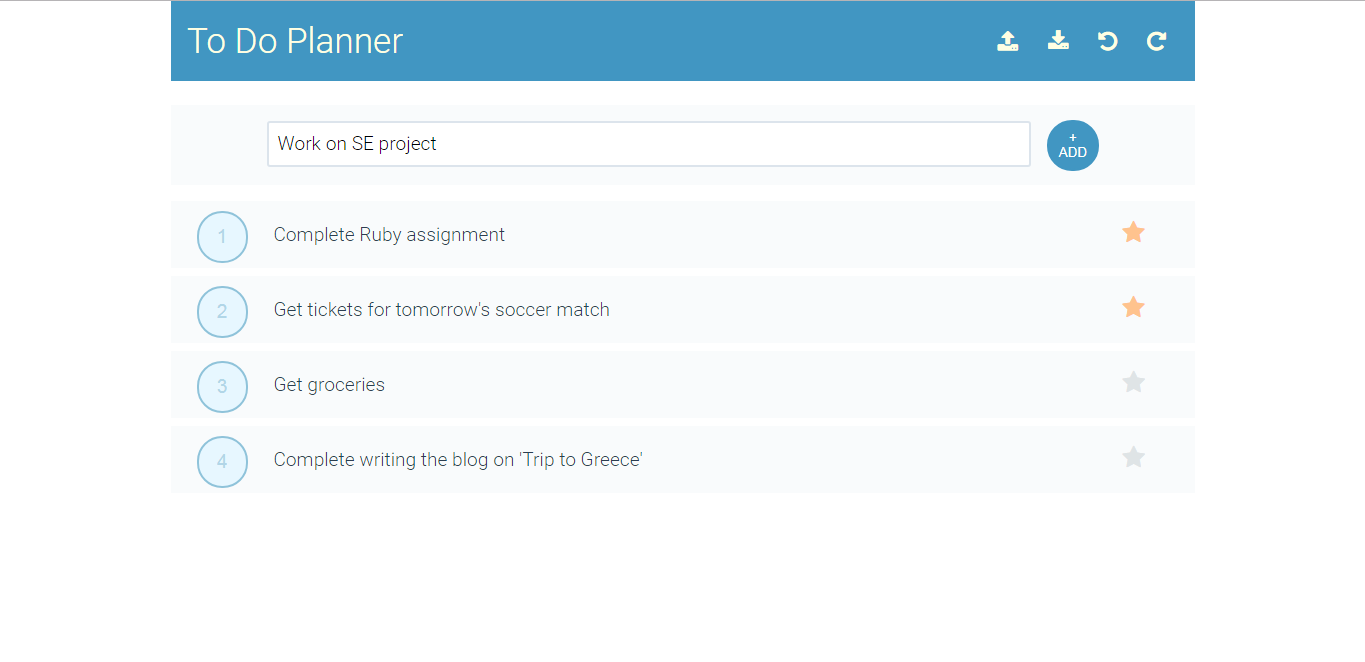 To Do Planner
Work on SE project
+
ADD
1 Complete Ruby assignment
2 Get tickets for tomorrow's soccer match
3 Get groceries
4 Complete writing the blog on 'Trip to Greece'